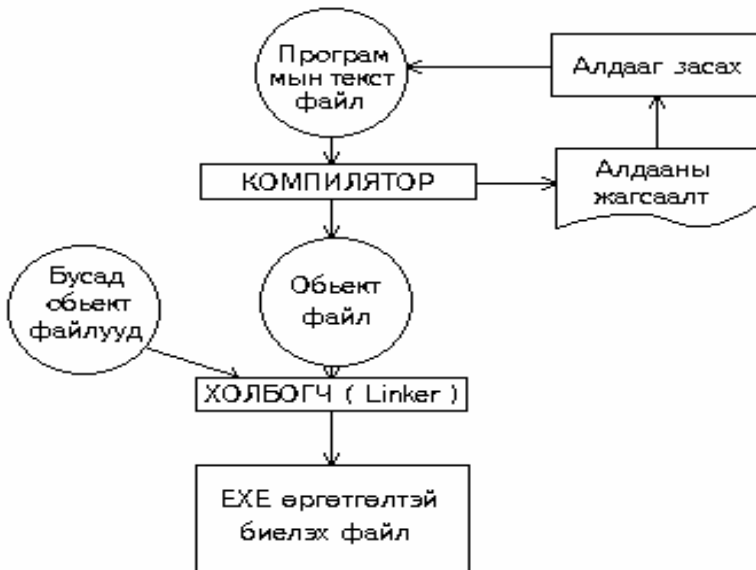 Програм
мын текст
файл
Алдааг засах
КОМПИЛЯТОР
Алдааны
жагсаалт
Бусад
обьект
файлууд
Обьект
файл
ХОЛБОГЧ ( Linker )
EXE өргөтгөлтэй
биелэх файл